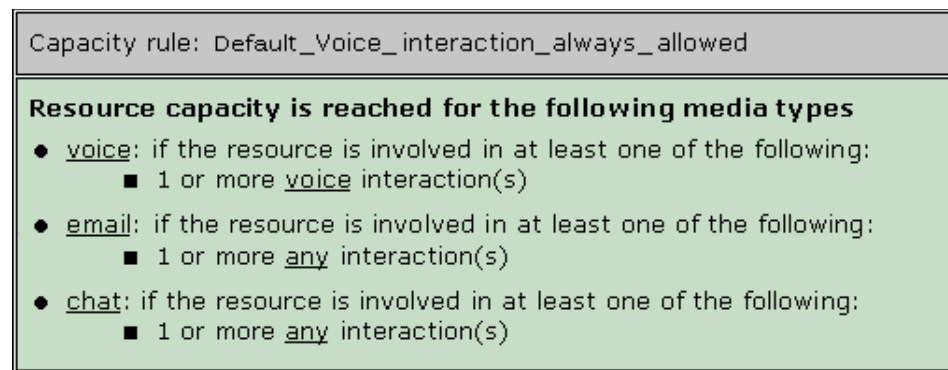 Capacity rule: Default_Voice_interaction_always_allowed
Resource capacity is reached for the following media types
● voice: if the resource is involved in at least one of the following:
■ 1 or more voice interaction(s)
● email: if the resource is involved in at least one of the following:
■ 1 or more any interaction(s)
● chat: if the resource is involved in at least one of the following:
■ 1 or more any interaction(s)